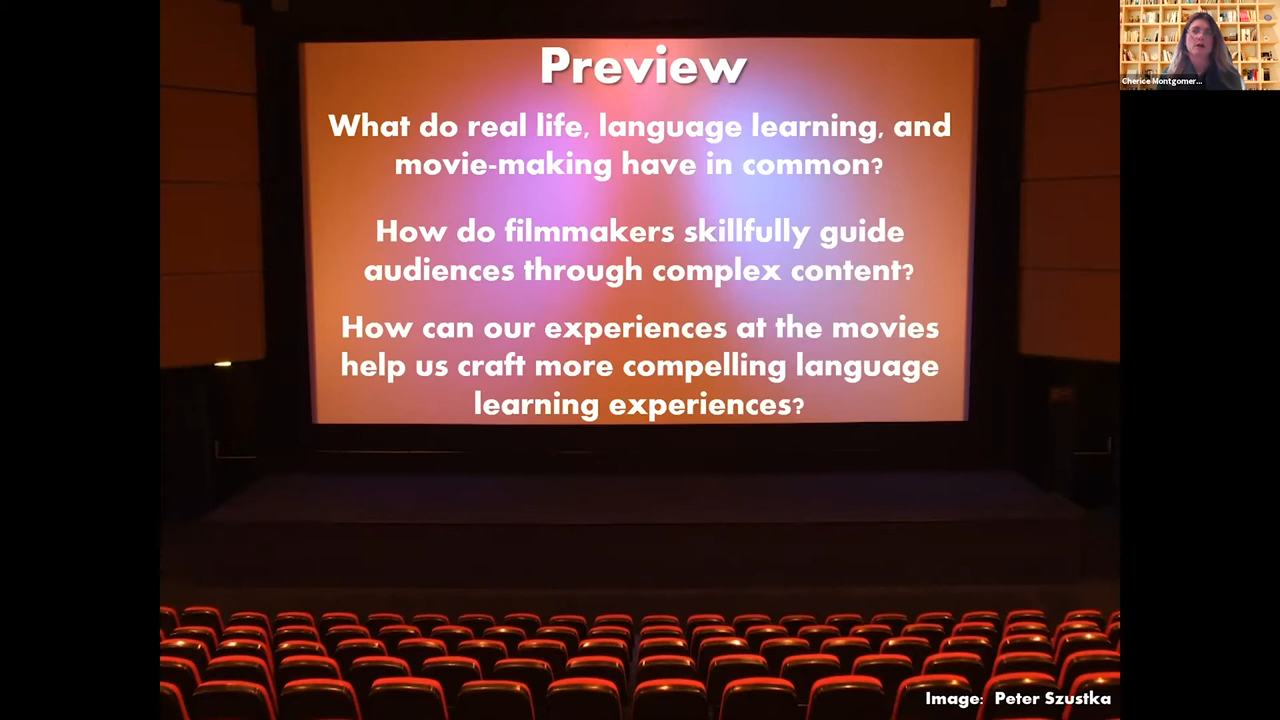 Preview
What do real life, language learning, and
movie-making have in common?
How do filmmakers skillfully guide
audiences through complex content?
How can our experiences at the movies
help us craft more compelling language
learning experiences?
Image: Peter Szustka
Cherice Montgomer...